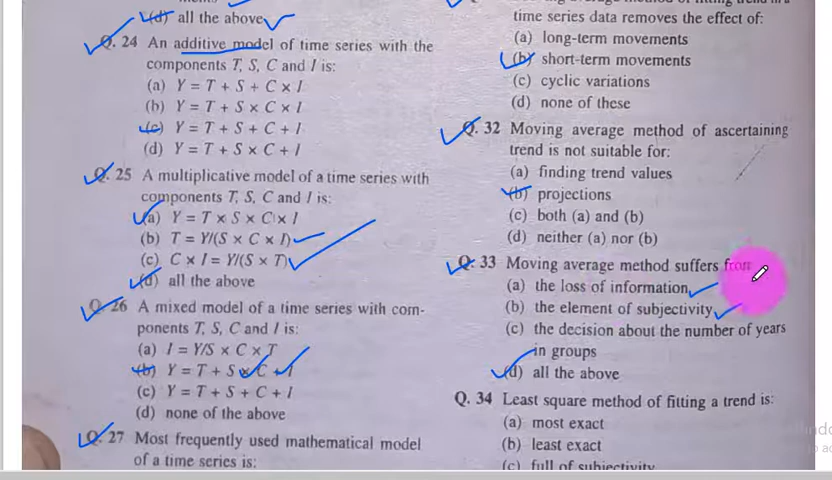 (d) all the above
Q. 24 An additive model of time series with the
components T, S, C and I is:
(a) Y = T + S + C × I
(b) Y = T + S × C × I
(c) Y = T + S + C + I
(d) Y = T + S × C + I
Q. 25 A multiplicative model of a time series with
components T, S, C and I is:
(a) Y = T × S × C × I
(b) T = Y/(S × C × I)
(c) C × I = Y/(S × T)
(d) all the above
Q. 26 A mixed model of a time series with com-
ponents T, S, C and I is:
(a) I = Y/S × C × T
(b) Y = T + S × C + I
(c) Y = T + S + C + I
(d) none of the above
Q. 27 Most frequently used mathematical model
of a time series is:
time series data removes the effect of:
(a) long-term movements
(b) short-term movements
(c) cyclic variations
(d) none of these
Q. 32 Moving average method of ascertaining
trend is not suitable for:
(a) finding trend values
(b) projections
(c) both (a) and (b)
(d) neither (a) nor (b)
Q. 33 Moving average method suffers from
(a) the loss of information
(b) the element of subjectivity
(c) the decision about the number of years
in groups
(d) all the above
Q. 34 Least square method of fitting a trend is:
(a) most exact
(b) least exact
(c) full of subjectivity